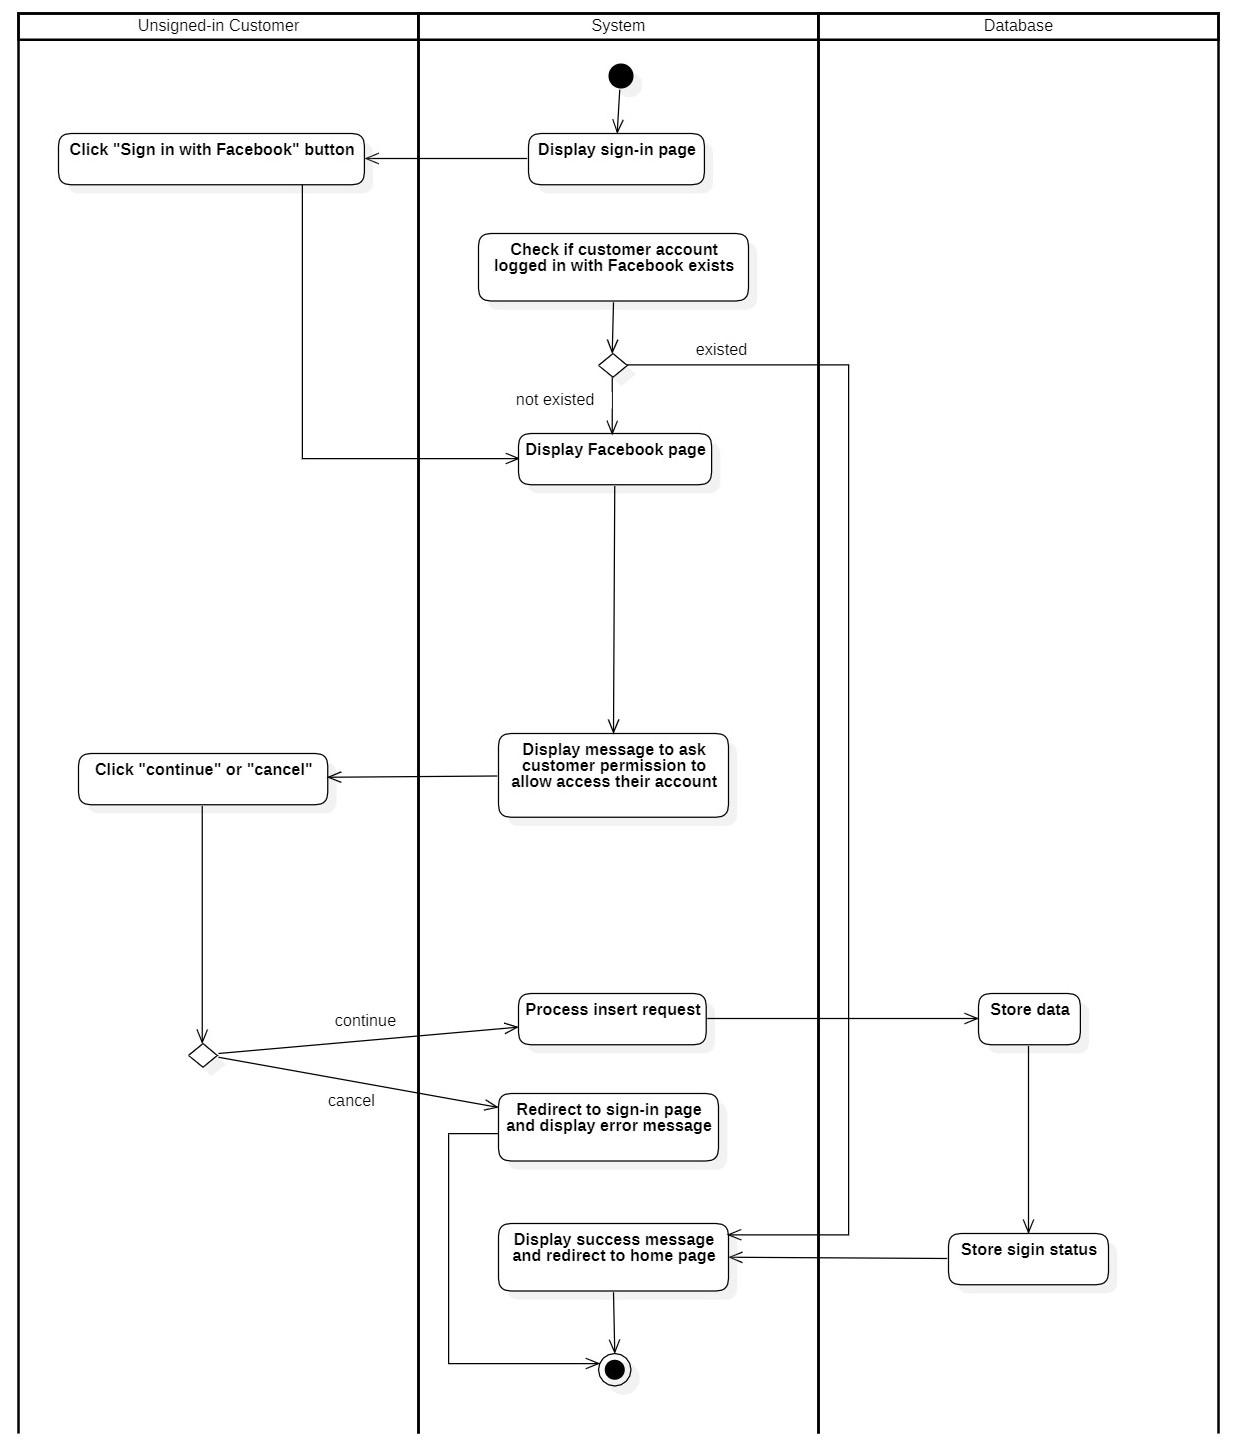 Unsigned-in Customer
System
Database
Click "Sign in with Facebook" button
Display sign-in page
Check if customer account
logged in with Facebook exists
existed
not existed
Display Facebook page
Display message to ask
customer permission to
allow access their account
Click "continue" or "cancel"
Process insert request
Store data
continue
cancel
Redirect to sign-in page
and display error message
Display success message
and redirect to home page
Store sigin status